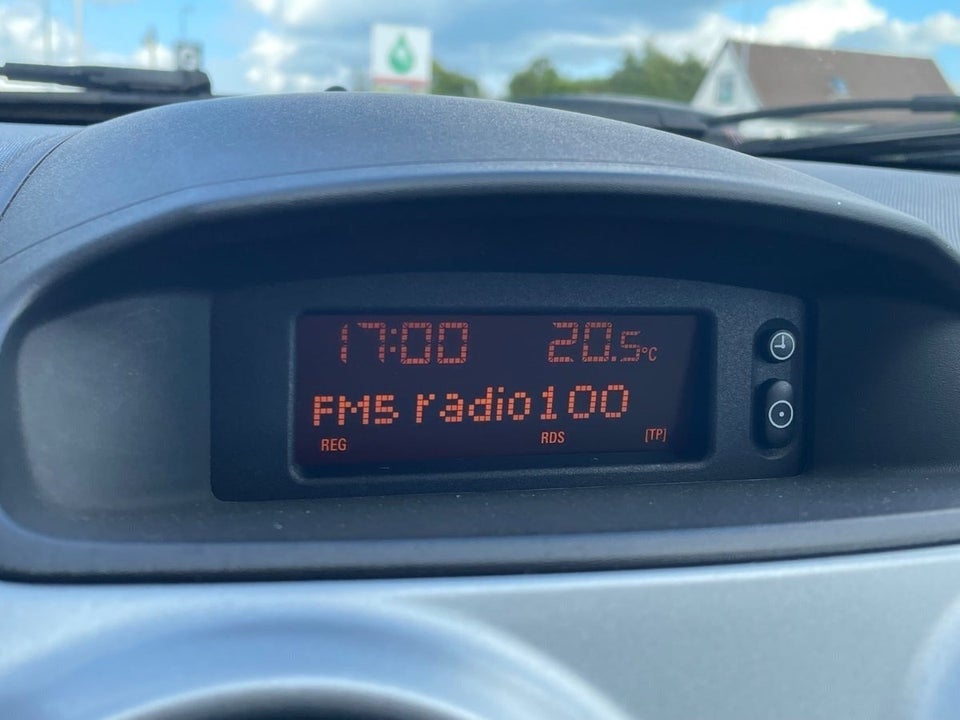 17:00 20.5°C
FM5 radio100
REG RDS [TP]